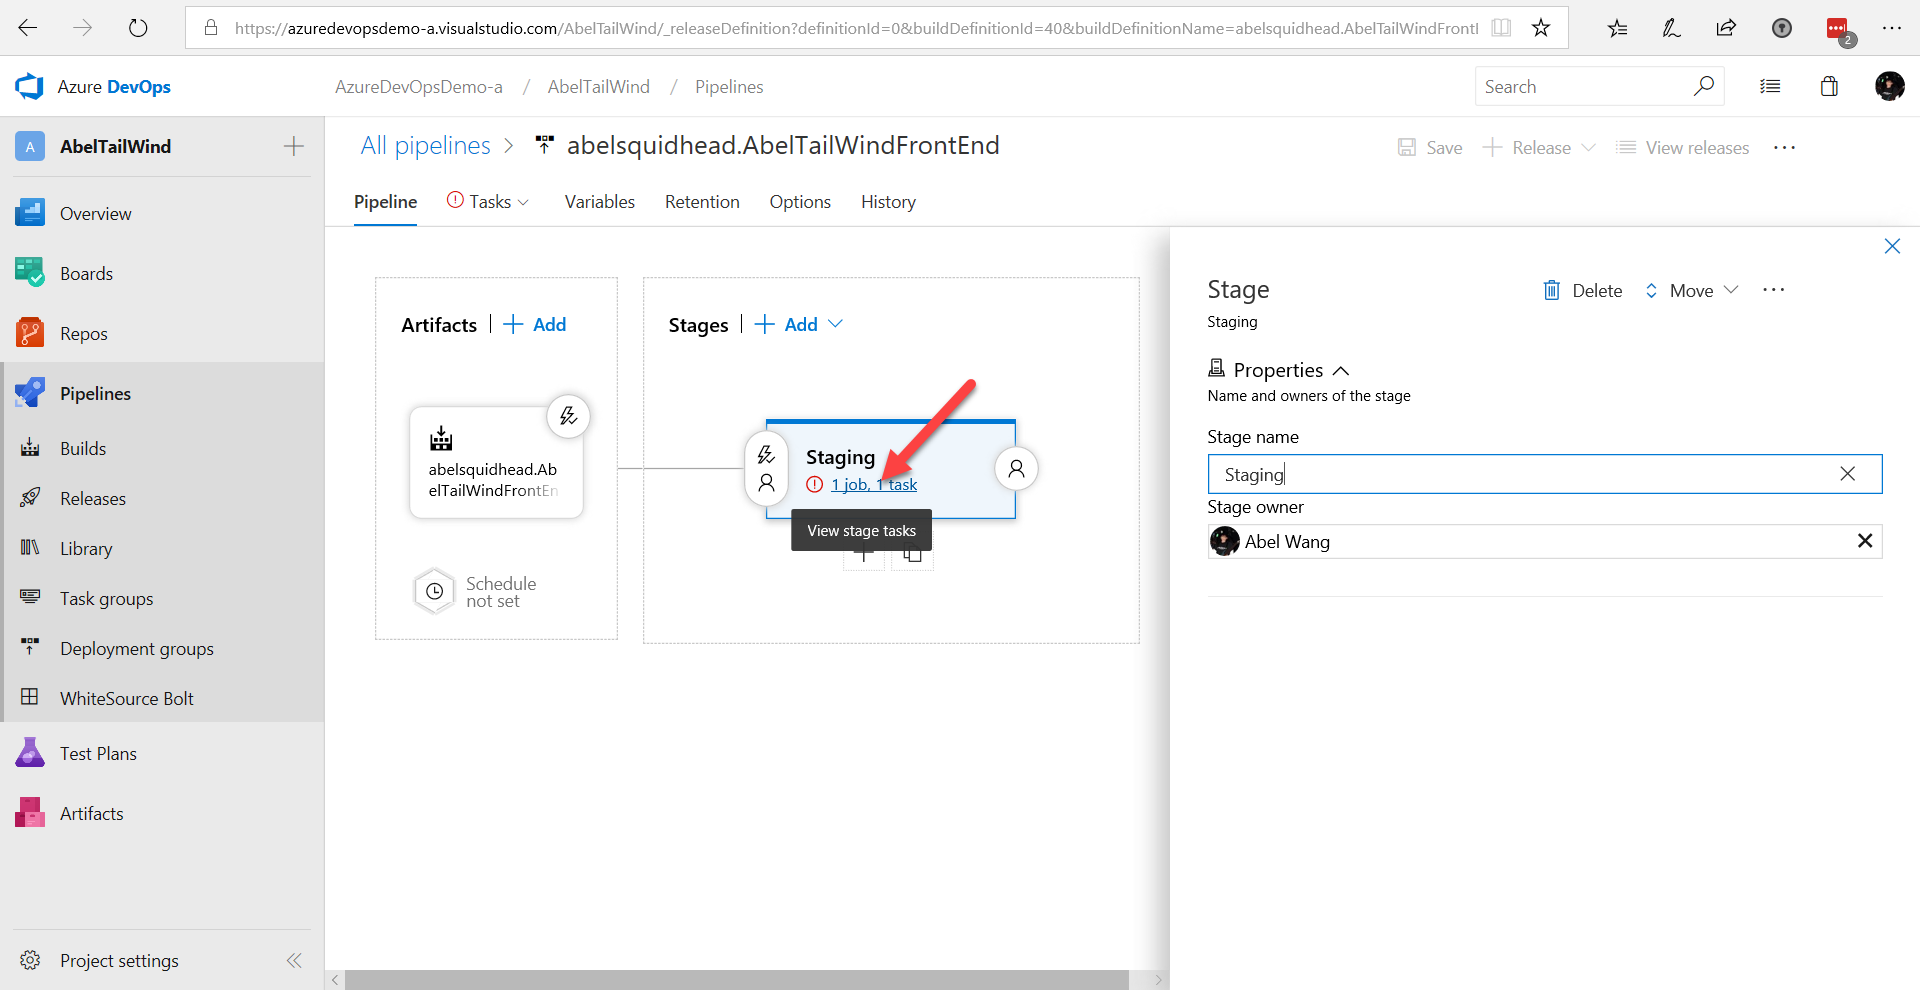 https://azuredevopsdemo-a.visualstudio.com/AbelTailWind/_releaseDefinition?definitionId=0&buildDefinitionId=40&buildDefinitionName=abelsquidhead.AbelTailWindFrontI
2
Azure DevOps
AzureDevOpsDemo-a / AbelTailWind / Pipelines
Search
A AbelTailWind
All pipelines > abelsquidhead.AbelTailWindFrontEnd
Save Release View releases ...
Pipeline Tasks Variables Retention Options History
Overview
Boards
Repos
Pipelines
Builds
Releases
Library
Task groups
Deployment groups
WhiteSource Bolt
Test Plans
Artifacts
Project settings
Artifacts | + Add
abelsquidhead.Ab
elTailWindFrontEn
Schedule
not set
Stages | + Add
Staging
1 job, 1 task
View stage tasks
Stage
Delete Move ...
Staging
Properties
Name and owners of the stage
Stage name
Staging
Stage owner
Abel Wang